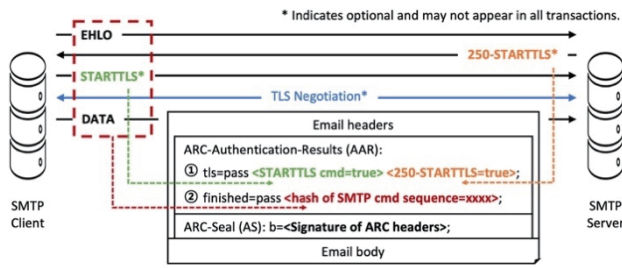 * Indicates optional and may not appear in all transactions.
EHLO
250-STARTTLS*
STARTTLS*
TLS Negotiation*
DATA
Email headers
ARC-Authentication-Results (AAR):
① tls=pass <STARTTLS cmd=true> <250-STARTTLS=true>;
② finished=pass <hash of SMTP cmd sequence=xxxx>;
ARC-Seal (AS): b=<Signature of ARC headers>;
Email body
SMTP
Client
SMTP
Server